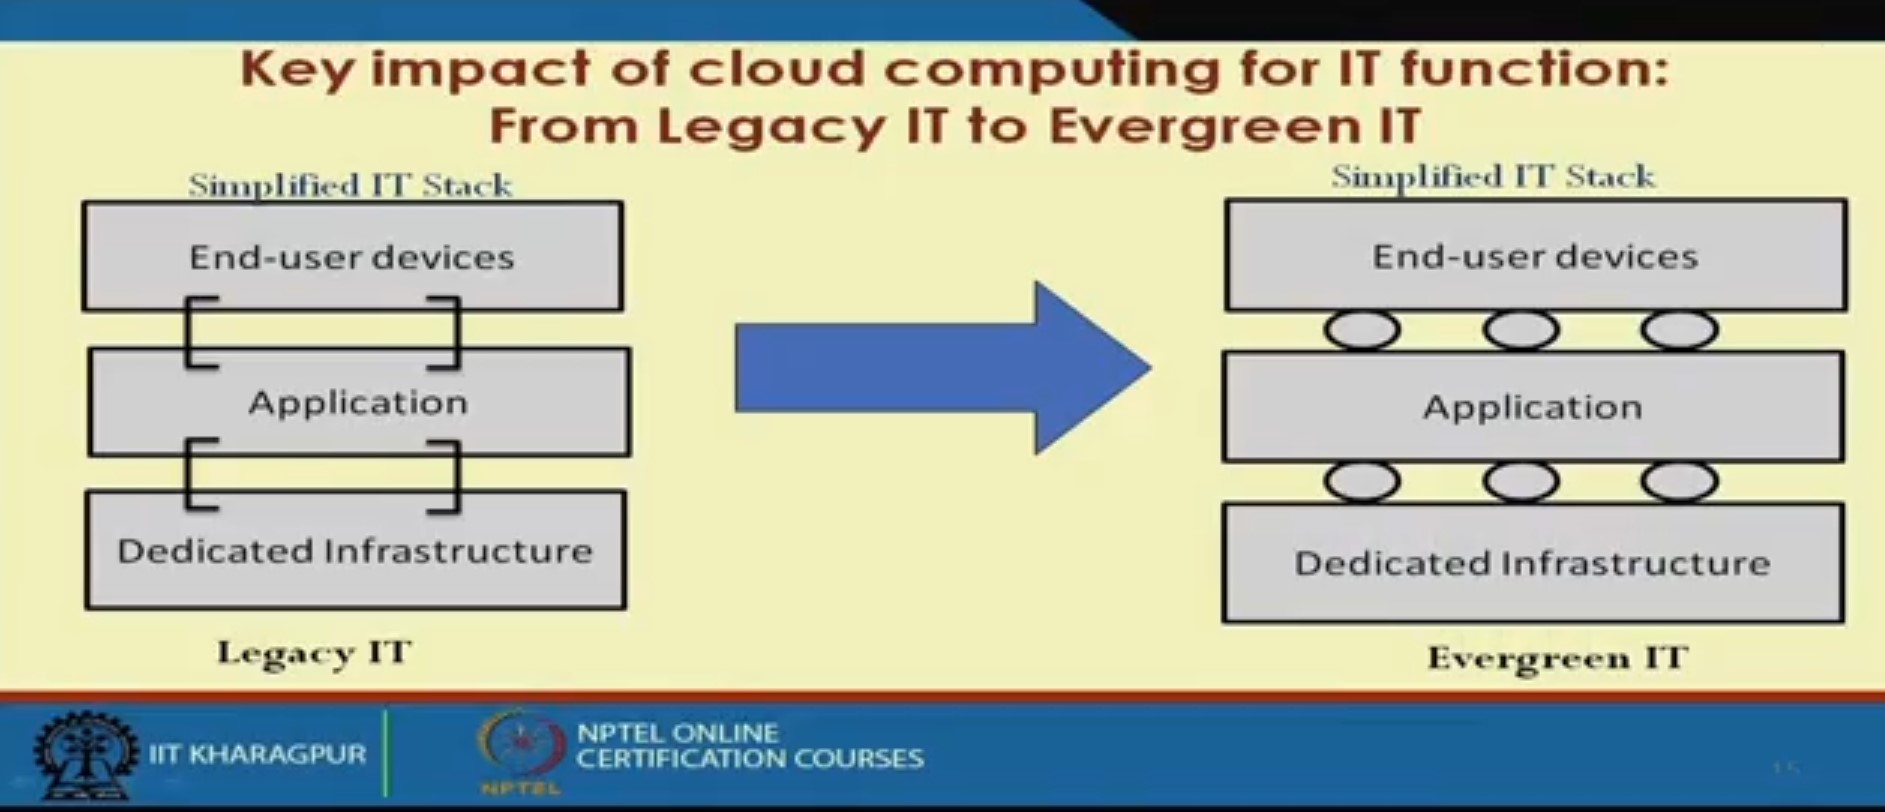 Key impact of cloud computing for IT function:
From Legacy IT to Evergreen IT
Simplified IT Stack
End-user devices
Application
Dedicated Infrastructure
Legacy IT
Simplified IT Stack
End-user devices
Application
Dedicated Infrastructure
Evergreen IT
IIT KHARAGPUR
NPTEL
NPTEL ONLINE
CERTIFICATION COURSES
15